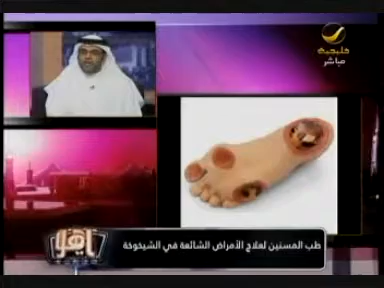 خليجية
مباشر
ياهلا
طب المسنين لعلاج الأمراض الشائعة في الشيخوخة